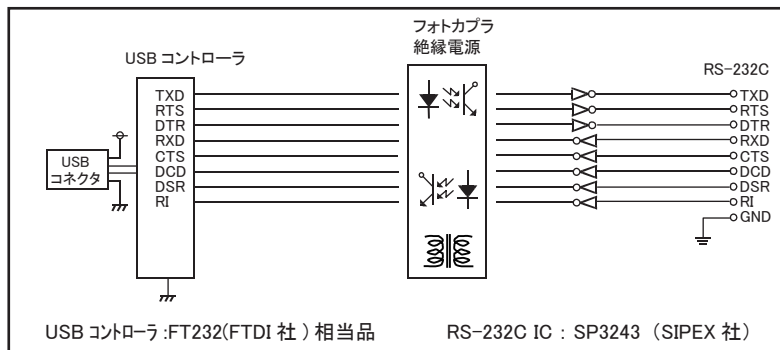 フォトカプラ
絶縁電源
USB コントローラ
RS-232C
TXD
RTS
DTR
RXD
CTS
DCD
DSR
RI
USB
コネクタ
TXD
RTS
DTR
RXD
CTS
DCD
DSR
RI
GND
USB コントローラ :FT232(FTDI 社 ) 相当品
RS-232C IC : SP3243 (SIPEX 社)